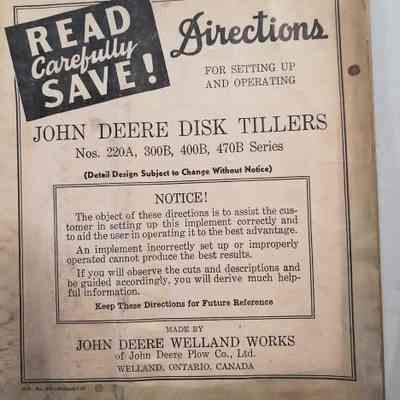 READ
Carefully
SAVE!
Directions
FOR SETTING UP
AND OPERATING
JOHN DEERE DISK TILLERS
Nos. 220A, 300B, 400B, 470B Series
(Detail Design Subject to Change Without Notice)
NOTICE!
The object of these directions is to assist the cus-
tomer in setting up this implement correctly and
to aid the user in operating it to the best advantage.
An implement incorrectly set up or improperly
operated cannot produce the best results.
If you will observe the cuts and descriptions and
be guided accordingly, you will derive much help-
ful information.
Keep These Directions for Future Reference
MADE BY
JOHN DEERE WELLAND WORKS
of John Deere Plow Co., Ltd.
WELLAND, ONTARIO, CANADA